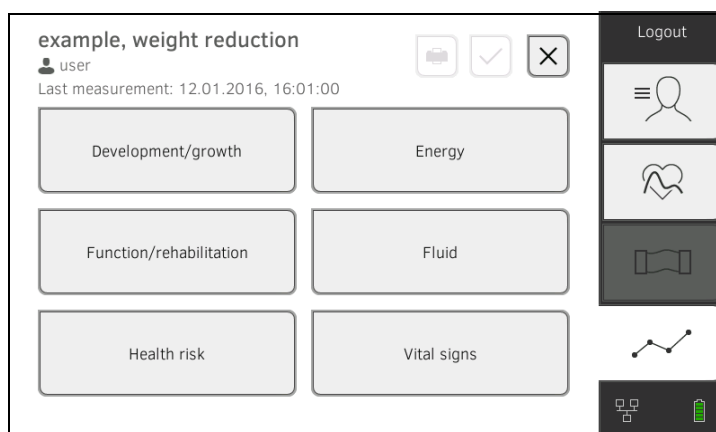 example, weight reduction
user
Last measurement: 12.01.2016, 16:01:00
Logout
Development/growth
Energy
Function/rehabilitation
Fluid
Health risk
Vital signs